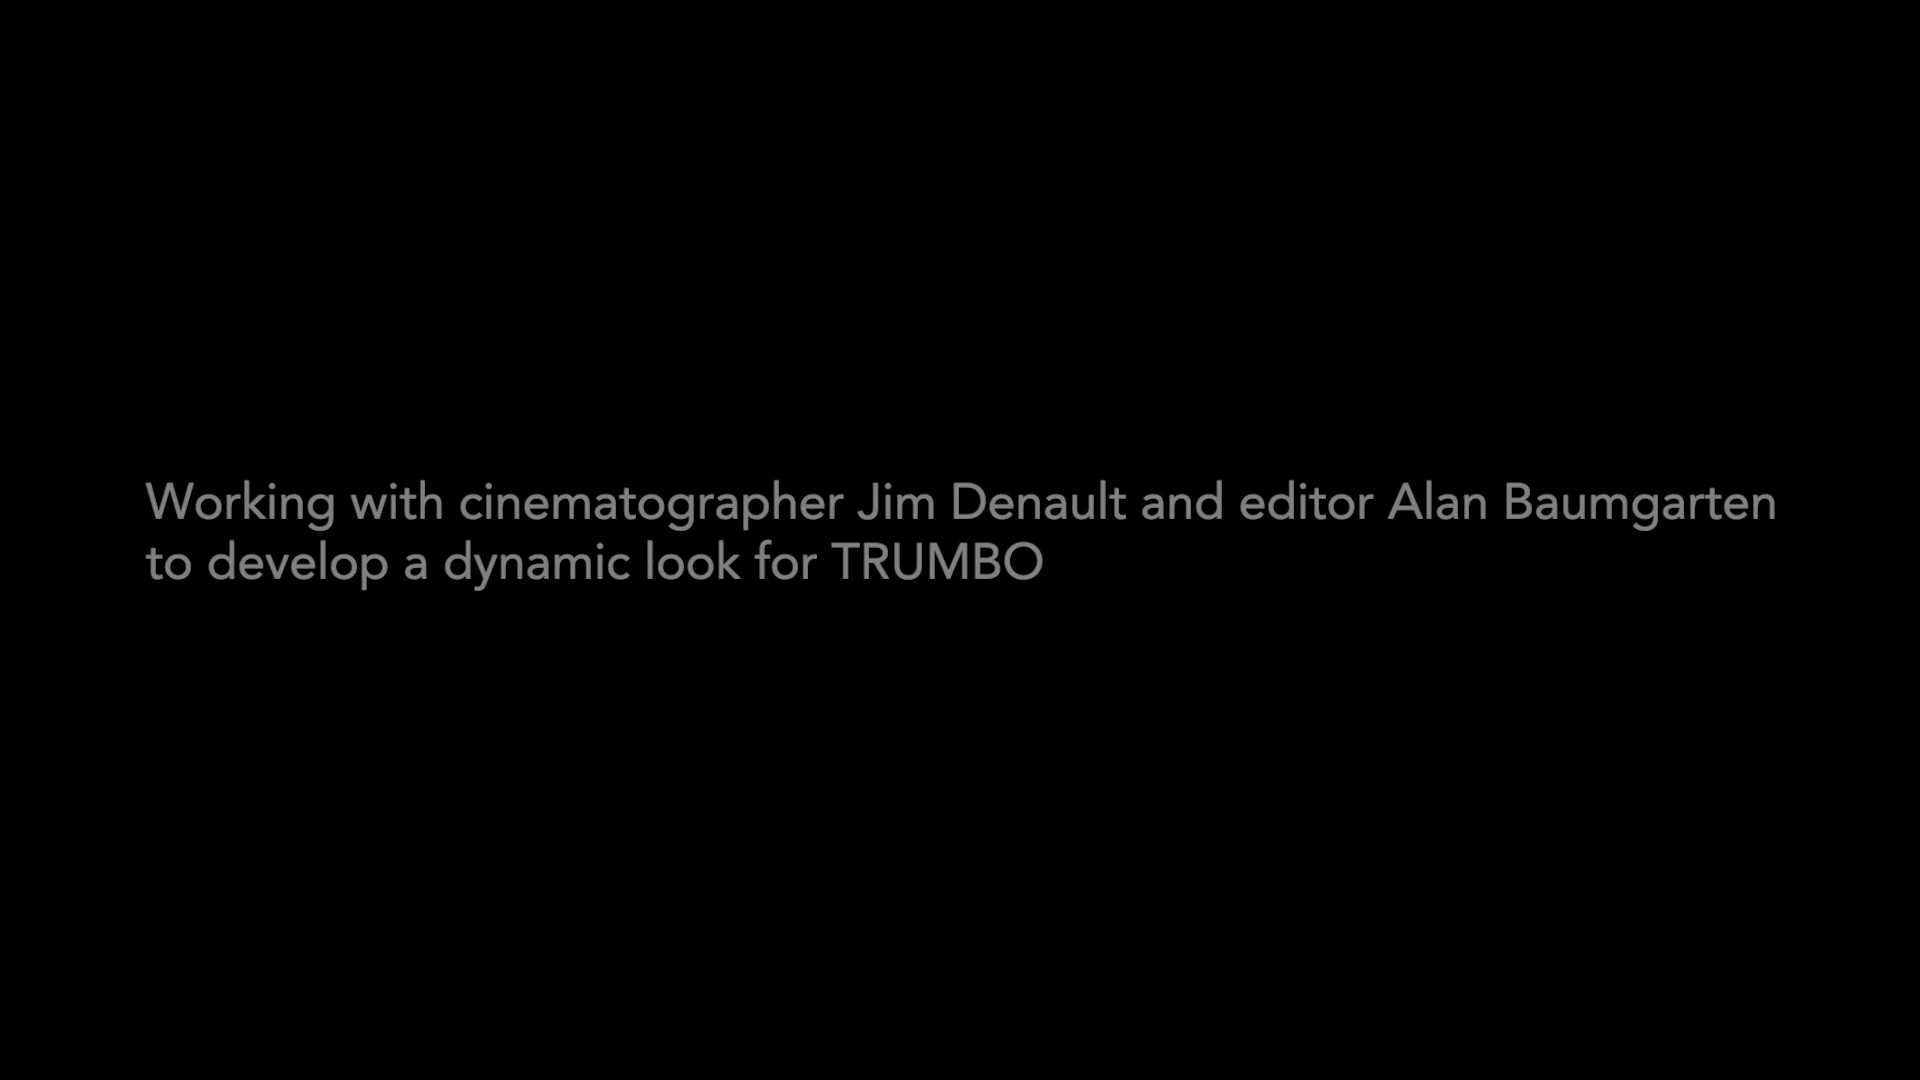 Working with cinematographer Jim Denault and editor Alan Baumgarten
to develop a dynamic look for TRUMBO